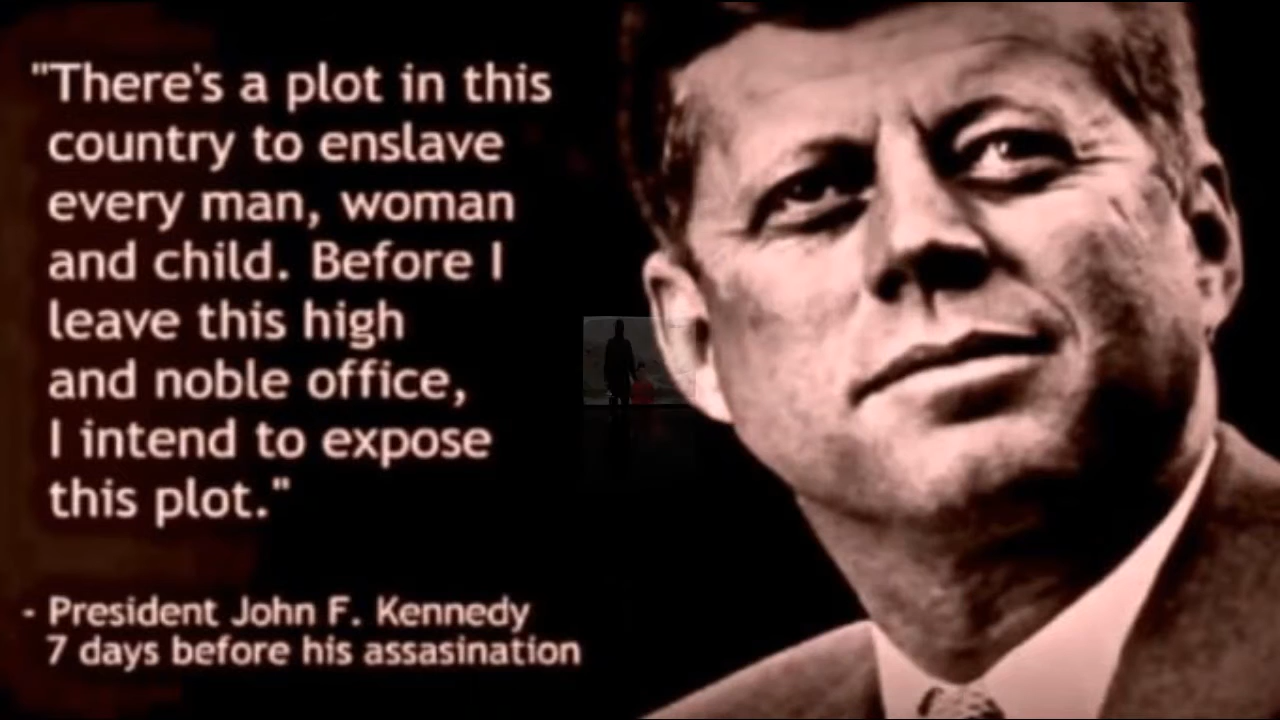 "There's a plot in this
country to enslave
every man, woman
and child. Before I
leave this high
and noble office,
I intend to expose
this plot."
- President John F. Kennedy
7 days before his assasination